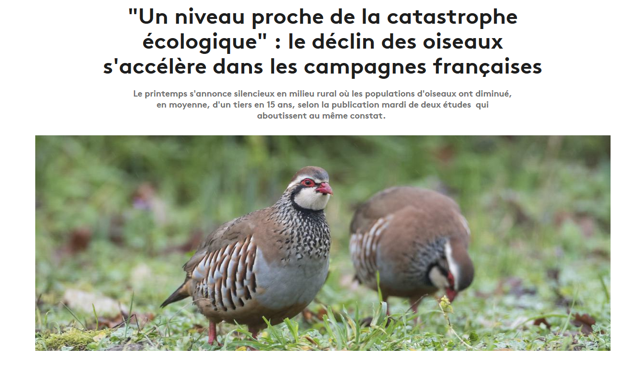 "Un niveau proche de la catastrophe
écologique" : le déclin des oiseaux
s'accélère dans les campagnes françaises
Le printemps s'annonce silencieux en milieu rural où les populations d'oiseaux ont diminué,
en moyenne, d'un tiers en 15 ans, selon la publication mardi de deux études qui
aboutissent au même constat.